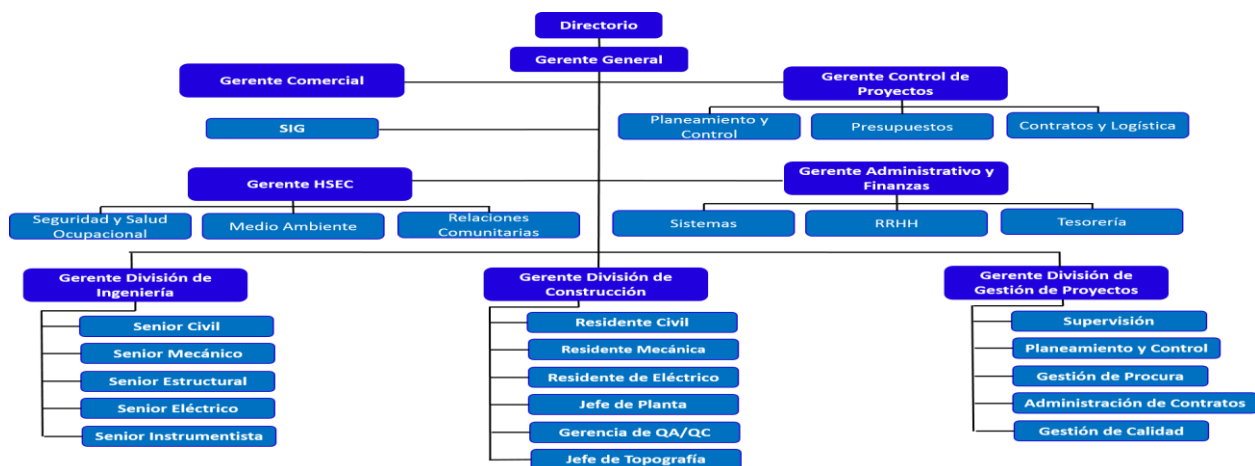 Directorio
Gerente General
Gerente Comercial
Gerente Control de
Proyectos
SIG
Planeamiento y
Control
Presupuestos
Contratos y Logística
Gerente HSEC
Gerente Administrativo y
Finanzas
Seguridad y Salud
Ocupacional
Medio Ambiente
Relaciones
Comunitarias
Sistemas
RRHH
Tesorería
Gerente División de
Ingeniería
Senior Civil
Senior Mecánico
Senior Estructural
Senior Eléctrico
Senior Instrumentista
Gerente División de
Construcción
Residente Civil
Residente Mecánica
Residente de Eléctrico
Jefe de Planta
Gerencia de QA/QC
Jefe de Topografía
Gerente División de
Gestión de Proyectos
Supervisión
Planeamiento y Control
Gestión de Procura
Administración de Contratos
Gestión de Calidad